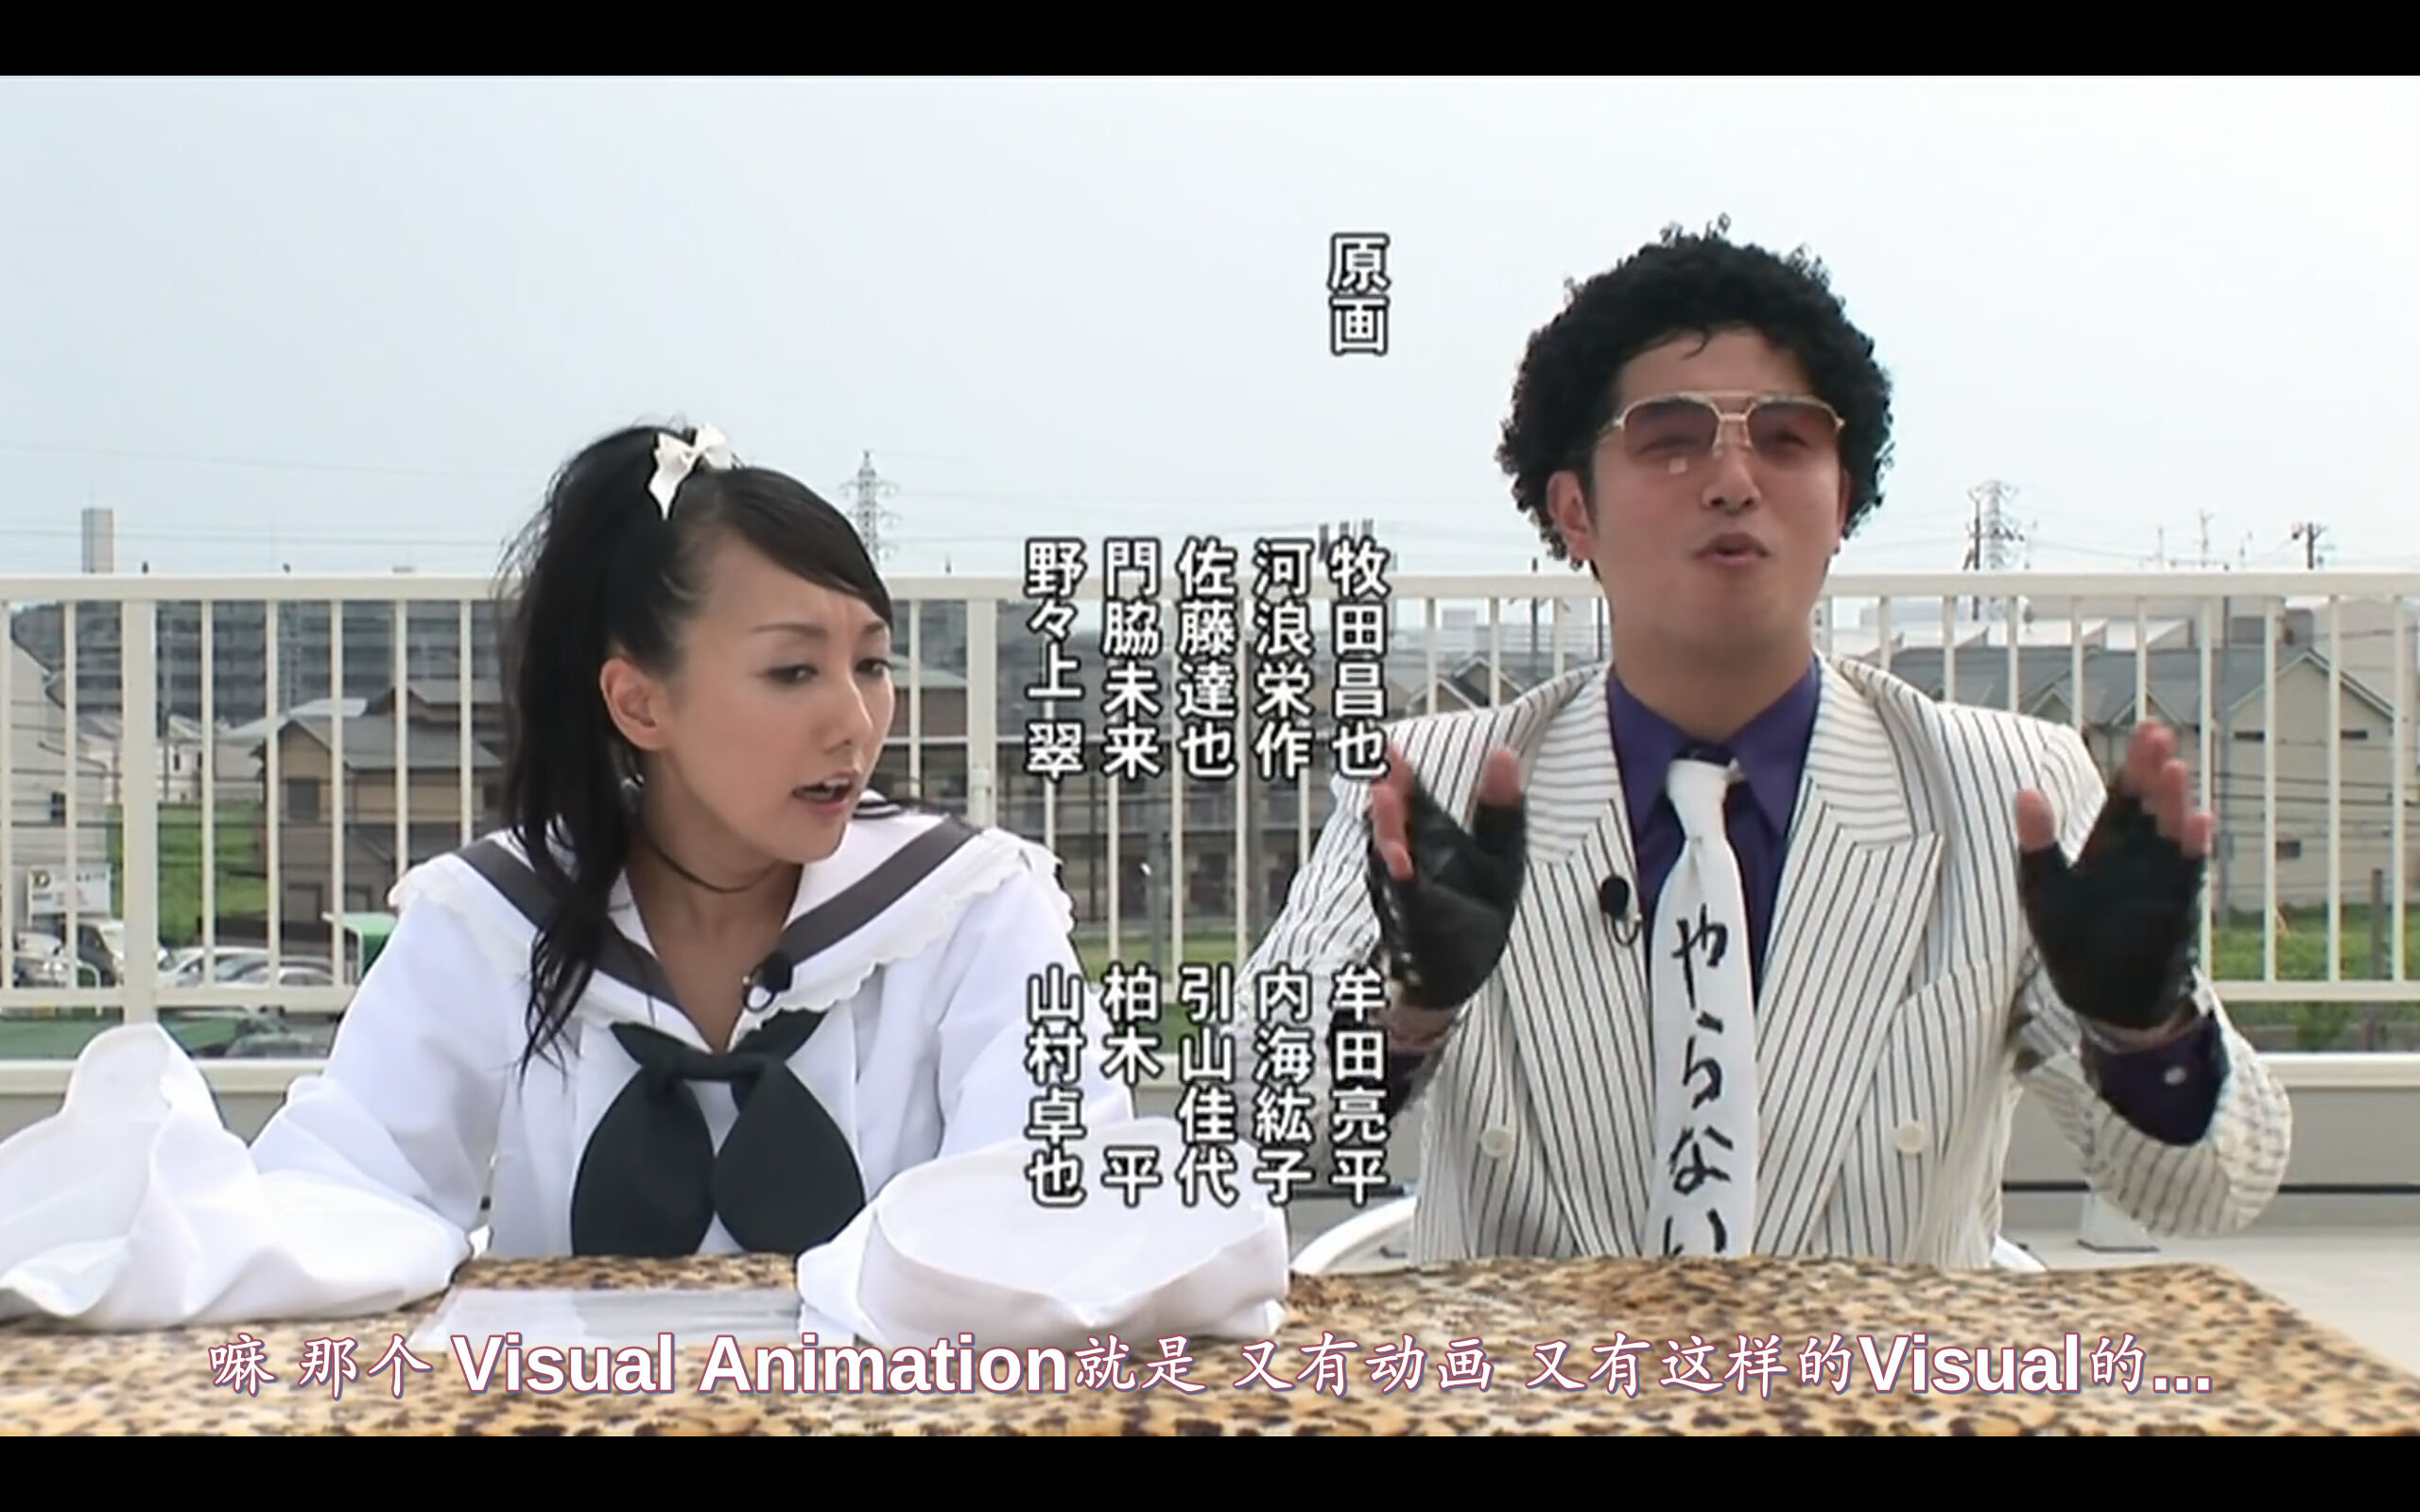 原画
牧田昌也
河浪栄作
佐藤達也
門脇未来
野々上 翠
牟田亮平
内海紘子
引山佳代
柏木 平
山村卓也
やらない
嘛 那个 Visual Animation就是 又有动画 又有这样的Visual的...